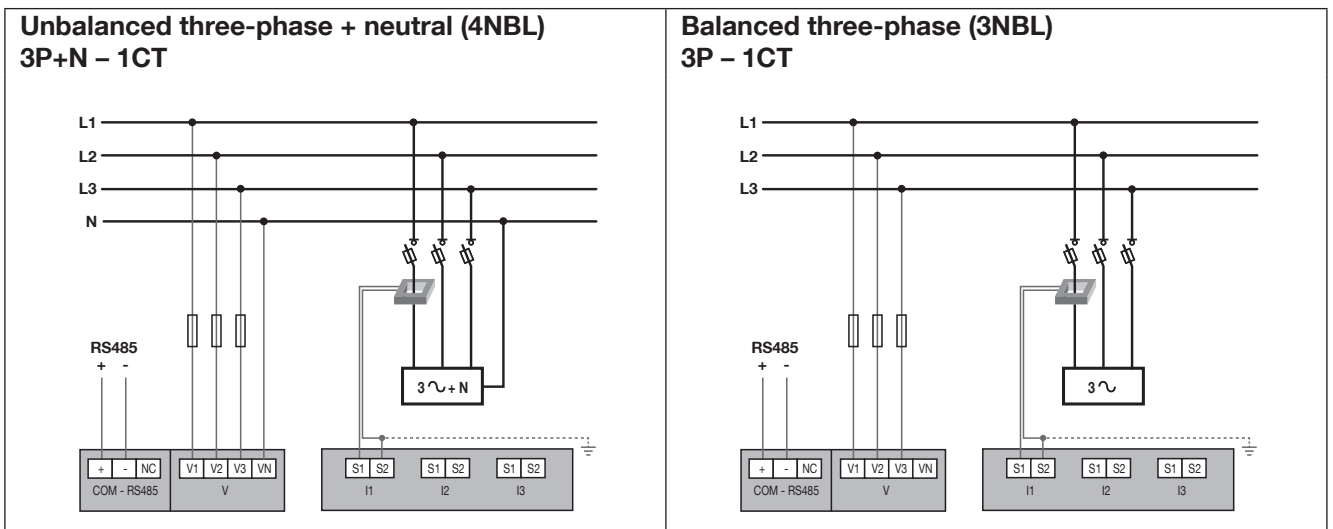 Unbalanced three-phase + neutral (4NBL)
3P+N – 1CT
L1
L2
L3
N
RS485
+ -
3 + N
+ - NC V1 V2 V3 VN S1 S2 S1 S2 S1 S2
COM - RS485 V I1 I2 I3
Balanced three-phase (3NBL)
3P – 1CT
L1
L2
L3
RS485
+ -
3
+ - NC V1 V2 V3 VN S1 S2 S1 S2 S1 S2
COM - RS485 V I1 I2 I3